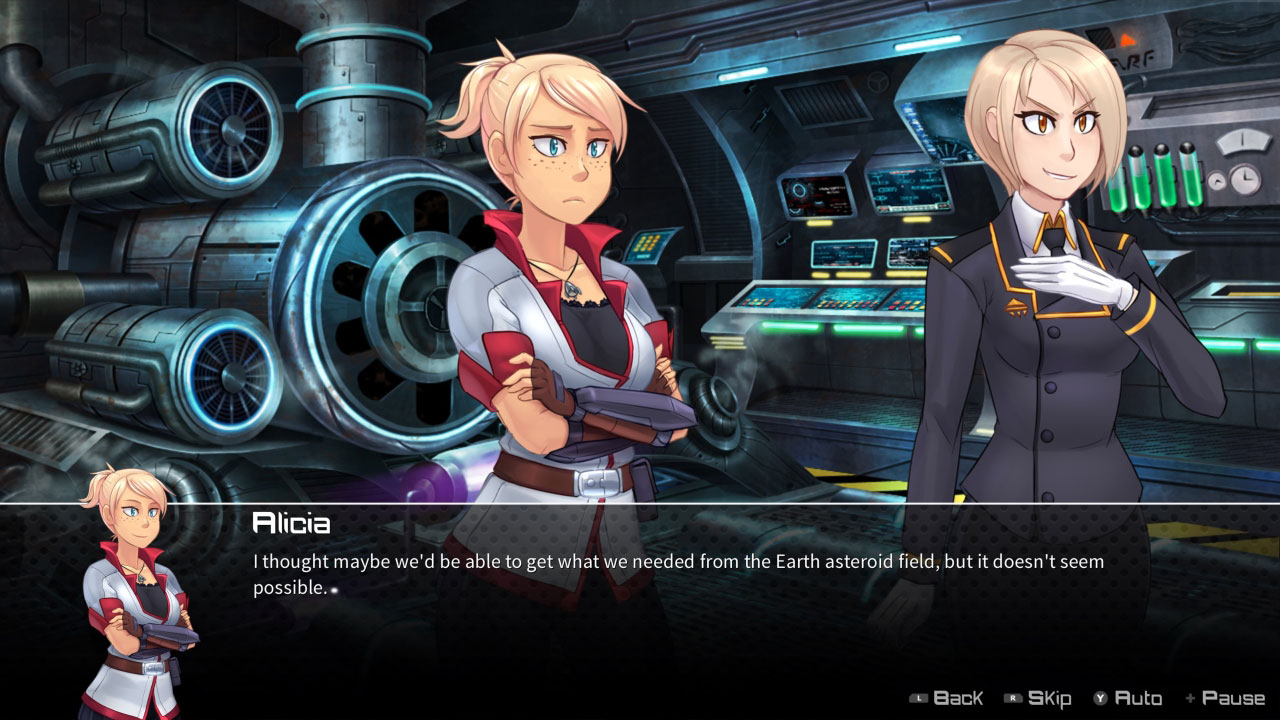 ARF
Alicia
I thought maybe we'd be able to get what we needed from the Earth asteroid field, but it doesn't seem
possible.
L Back R Skip Y Auto + Pause